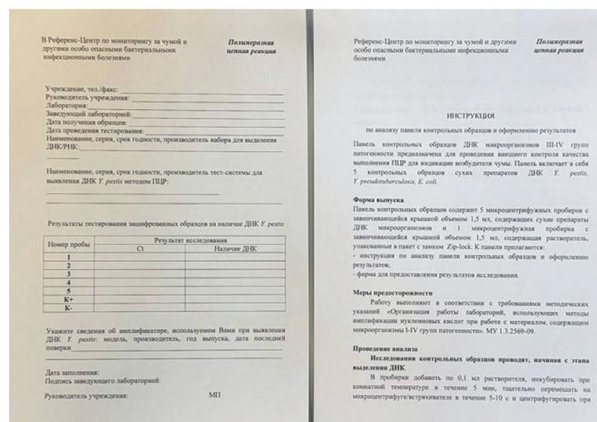 В Референс-Центр по мониторингу за чумой и
другими особо опасными бактериальными
инфекционными болезнями
Полимеразная
цепная реакция
Учреждение, тел./факс:
Руководитель учреждения:
Лаборатория:
Заведующий лабораторией:
Дата получения образцов:
Дата проведения тестирования:
Наименование, серия, срок годности, производитель набора для выделения
ДНК/РНК:
Наименование, серия, срок годности, производитель тест-системы для
выявления ДНК Y. pestis методом ПЦР:
Результаты тестирования зашифрованных образцов на наличие ДНК Y. pestis
Номер пробы
Результат исследования
Ct
Наличие ДНК
1
2
3
4
5
К+
К-
Укажите сведения об амплификаторе, используемом Вами при выявлении
ДНК Y. pestis: модель, производитель, год выпуска, дата последней
поверки
Дата заполнения:
Подпись заведующего лабораторией:
Руководитель учреждения:
МП
Референс-Центр по мониторингу за чумой и другими
особо опасными бактериальными инфекционными
болезнями
Полимеразная
цепная реакция
ИНСТРУКЦИЯ
по анализу панели контрольных образцов и оформлению результатов
Панель контрольных образцов ДНК микроорганизмов III-IV групп
патогенности предназначена для проведения внешнего контроля качества
выполнения ПЦР для индикации возбудителя чумы. Панель включает в себя
5 контрольных образцов сухих препаратов ДНК Y. pestis,
Y. pseudotuberculosis, E. coli.
Форма выпуска
Панель контрольных образцов содержит 5 микроцентрифужных пробирок с
завинчивающейся крышкой объемом 1,5 мл, содержащих сухие препараты
ДНК микроорганизмов и 1 микроцентрифужная пробирка с
завинчивающейся крышкой объемом 1,5 мл, содержащая растворитель,
упакованные в пакет с замком Zip-lock. К панели прилагаются:
- инструкция по анализу панели контрольных образцов и оформлению
результатов;
- форма для предоставления результатов исследования.
Меры предосторожности
Работу выполняют в соответствии с требованиями методических
указаний «Организация работы лабораторий, использующих методы
амплификации нуклеиновых кислот при работе с материалом, содержащим
микроорганизмы I-IV групп патогенности». МУ 1.3.2569-09.
Проведение анализа
Исследования контрольных образцов проводят, начиная с этапа
выделения ДНК
В пробирки добавить по 0,1 мл растворителя, инкубировать при
комнатной температуре в течение 5 мин, тщательно перемешать на
микроцентрифуге/встряхивателе в течение 5-10 с и центрифугировать при